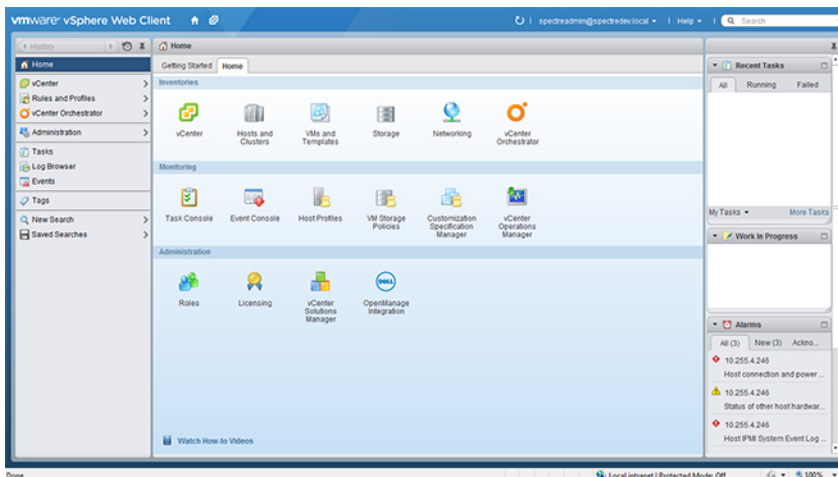 vmware® vSphere Web Client
spectreadmin@spectredev.local
Help
Search
History
Home
Recent Tasks
Home
Getting Started
Home
All
Running
Failed
vCenter
Rules and Profiles
vCenter Orchestrator
Administration
Tasks
Log Browser
Events
Tags
New Search
Saved Searches
Inventories
vCenter
Hosts and
Clusters
VMs and
Templates
Storage
Networking
vCenter
Orchestrator
Monitoring
Task Console
Event Console
Host Profiles
VM Storage
Policies
Customization
Specification
Manager
vCenter
Operations
Manager
Administration
Roles
Licensing
vCenter
Solutions
Manager
DELL
OpenManage
Integration
Watch How-to Videos
My Tasks
More Tasks
Work In Progress
Alarms
All (3)
New (3)
Ackno...
10.255.4.246
Host connection and power ...
10.255.4.246
Status of other host hardwar...
10.255.4.246
Host IPMI System Event Log ...
Done
Local intranet | Protected Mode: Off
100%